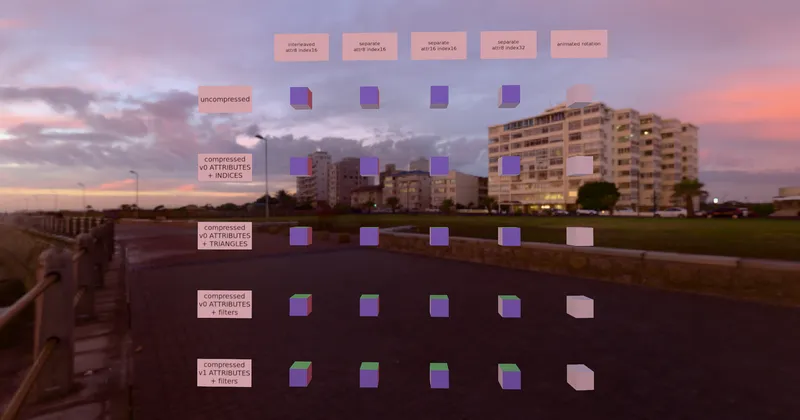 interleaved
attr8 index16
separate
attr8 index16
separate
attr16 index16
separate
attr8 index32
animated rotation
uncompressed
compressed
v0 ATTRIBUTES
+ INDICES
compressed
v0 ATTRIBUTES
+ TRIANGLES
compressed
v0 ATTRIBUTES
+ filters
compressed
v1 ATTRIBUTES
+ filters